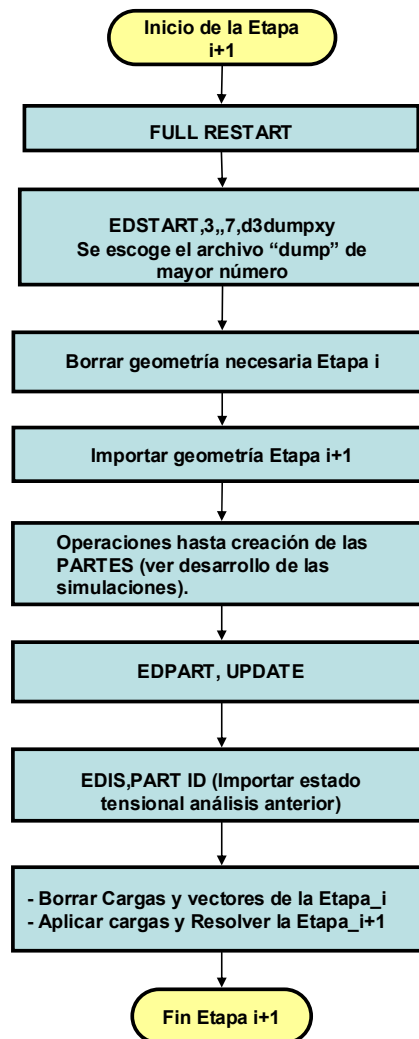 Inicio de la Etapa
i+1
FULL RESTART
EDSTART,3,,7,d3dumpxy
Se escoge el archivo “dump” de
mayor número
Borrar geometría necesaria Etapa i
Importar geometría Etapa i+1
Operaciones hasta creación de las
PARTES (ver desarrollo de las
simulaciones).
EDPART, UPDATE
EDIS,PART ID (Importar estado
tensional análisis anterior)
- Borrar Cargas y vectores de la Etapa_i
- Aplicar cargas y Resolver la Etapa_i+1
Fin Etapa i+1